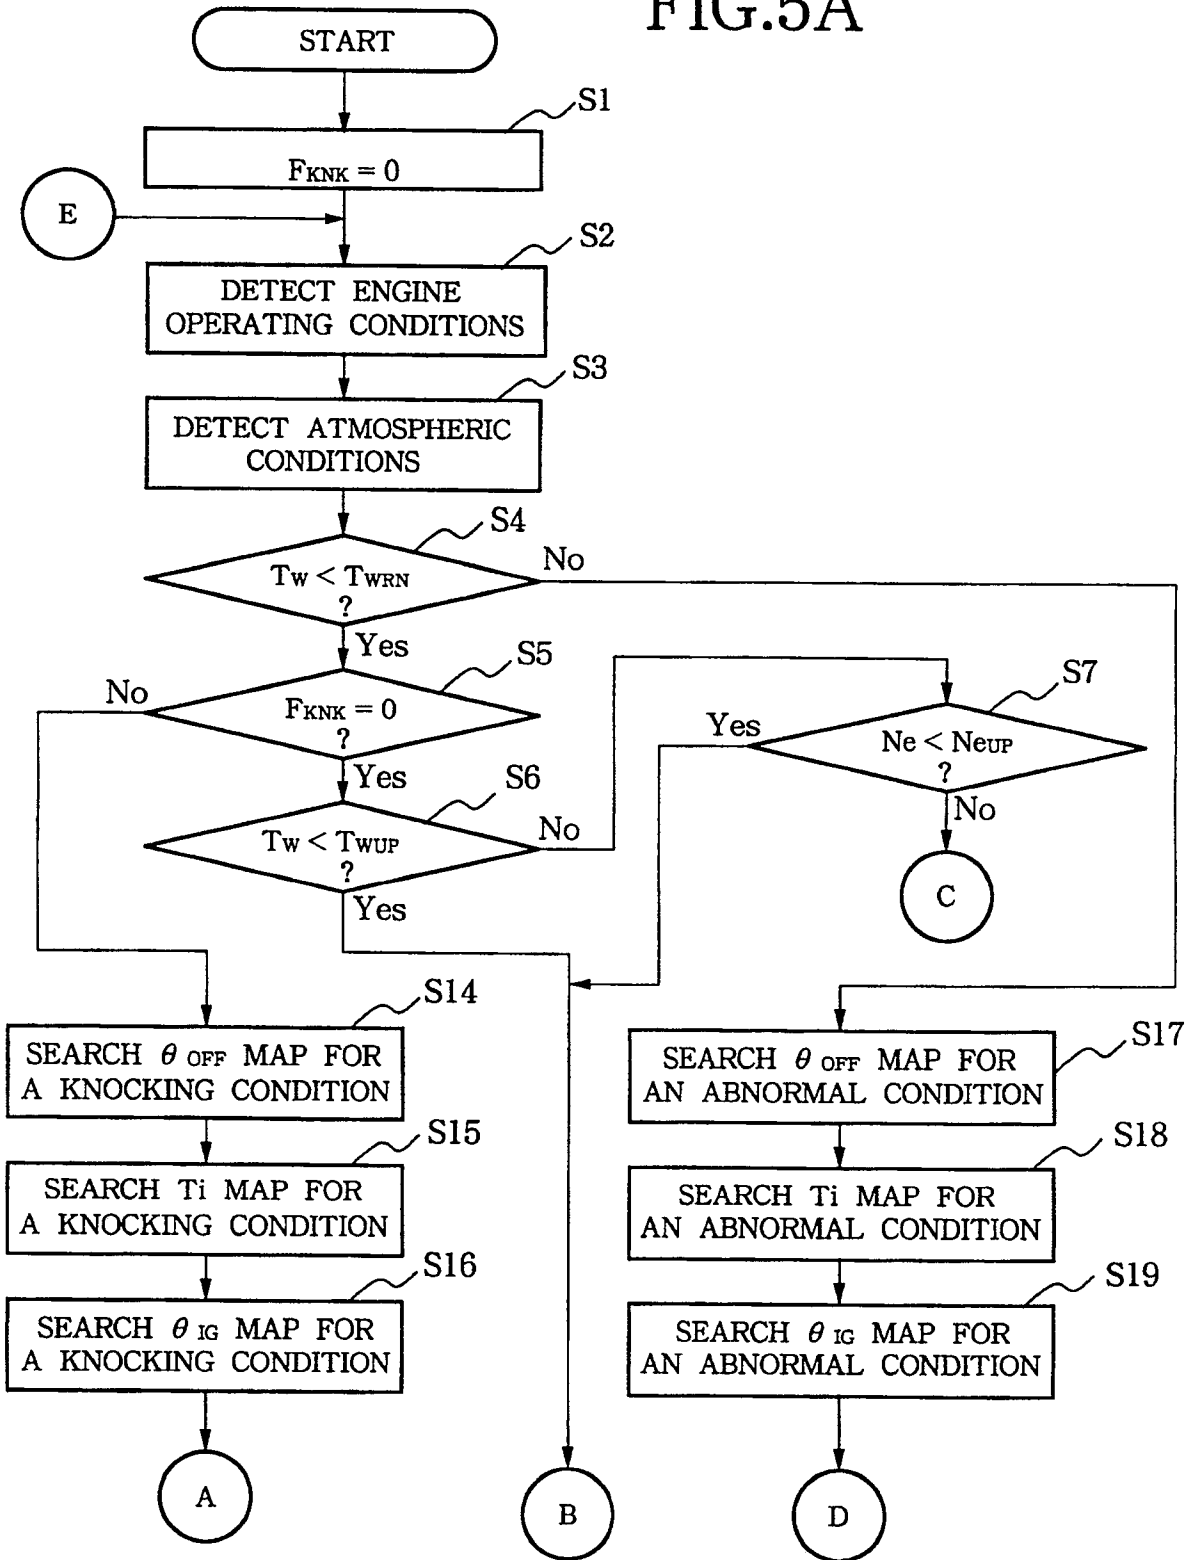 FIG.5A
START
S1
FKNK = 0
E
S2
DETECT ENGINE
OPERATING CONDITIONS
S3
DETECT ATMOSPHERIC
CONDITIONS
S4
TW < TWRN
?
No
Yes
S5
FKNK = 0
?
No
Yes
S6
TW < TWUP
?
No
Yes
S7
Ne < NeUP
?
Yes
No
C
S14
SEARCH θ OFF MAP FOR
A KNOCKING CONDITION
S15
SEARCH Ti MAP FOR
A KNOCKING CONDITION
S16
SEARCH θ IG MAP FOR
A KNOCKING CONDITION
A
B
S17
SEARCH θ OFF MAP FOR
AN ABNORMAL CONDITION
S18
SEARCH Ti MAP FOR
AN ABNORMAL CONDITION
S19
SEARCH θ IG MAP FOR
AN ABNORMAL CONDITION
D